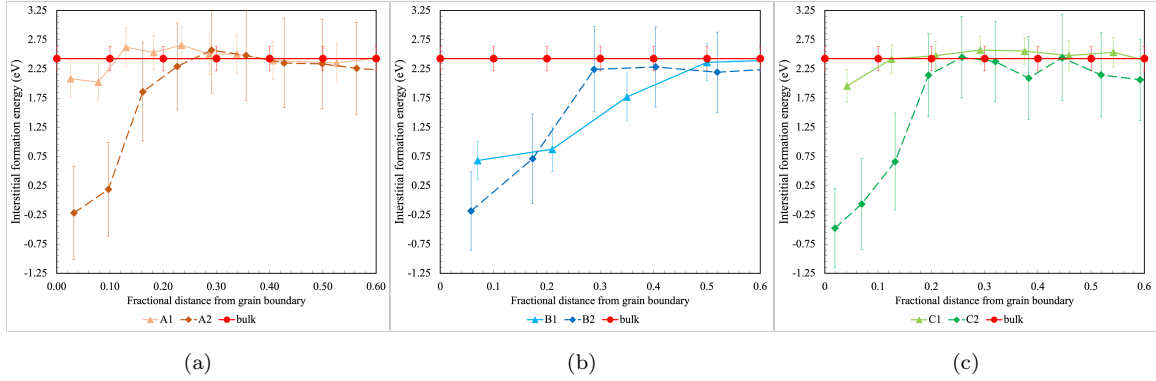 Interstitial formation energy (eV)
3.25
2.75
2.25
1.75
1.25
0.75
0.25
-0.25
-0.75
-1.25
0.00 0.10 0.20 0.30 0.40 0.50 0.60
Fractional distance from grain boundary
A1 A2 bulk
(a)
Interstitial formation energy (eV)
3.25
2.75
2.25
1.75
1.25
0.75
0.25
-0.25
-0.75
-1.25
0 0.1 0.2 0.3 0.4 0.5 0.6
Fractional distance from grain boundary
B1 B2 bulk
(b)
Interstitial formation energy (eV)
3.25
2.75
2.25
1.75
1.25
0.75
0.25
-0.25
-0.75
-1.25
0 0.1 0.2 0.3 0.4 0.5 0.6
Fractional distance from grain boundary
C1 C2 bulk
(c)